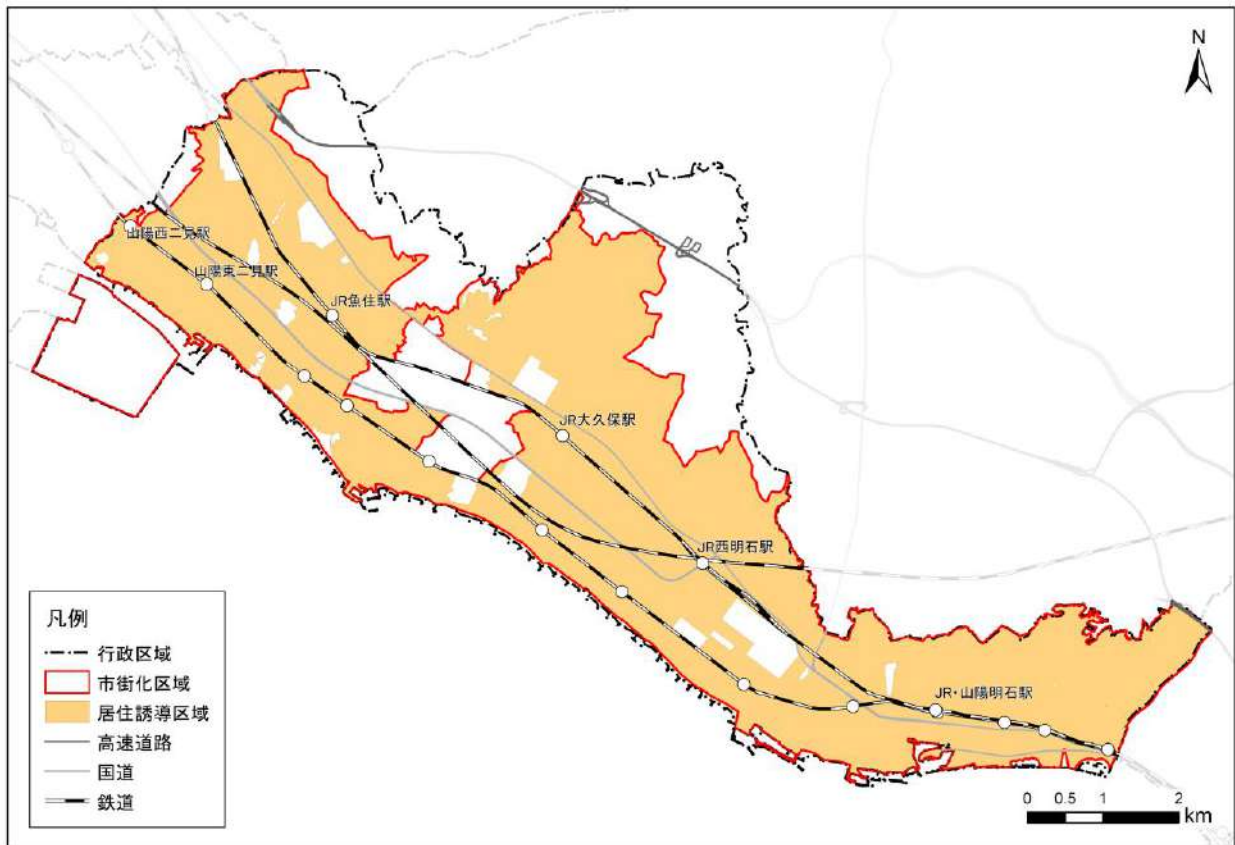 N
山陽西二見駅
山陽東二見駅
JR魚住駅
JR大久保駅
JR西明石駅
JR・山陽明石駅
凡例
行政区域
市街化区域
居住誘導区域
高速道路
国道
鉄道
0 0.5 1 2
km